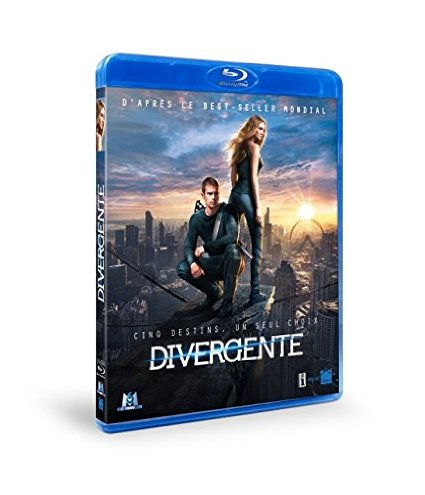 Blu-ray Disc
D'APRÈS LE BEST-SELLER MONDIAL
CINQ DESTINS, UN SEUL CHOIX
DIVERGENTE
DIVERGENTE
M